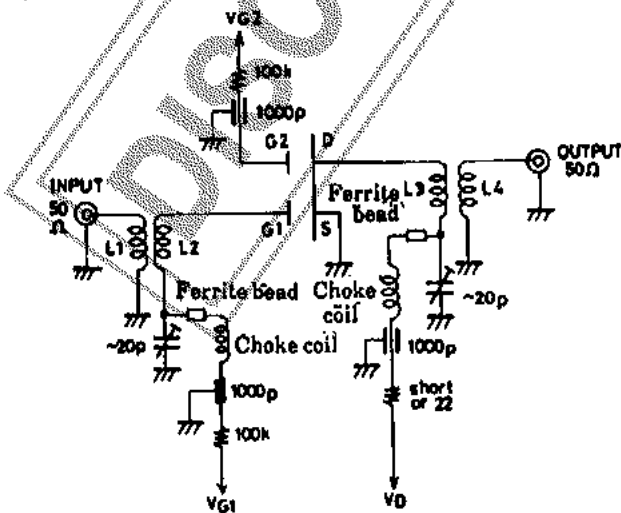 VG2
100k
1000p
G2
D
OUTPUT
50Ω
INPUT
50
Ω
L1
L2
G1
S
Ferrite
bead
L3
L4
Ferrite bead
Choke
coil
~20p
~20p
Choke coil
1000p
1000p
short
or 22
100k
VG1
VD
DISC